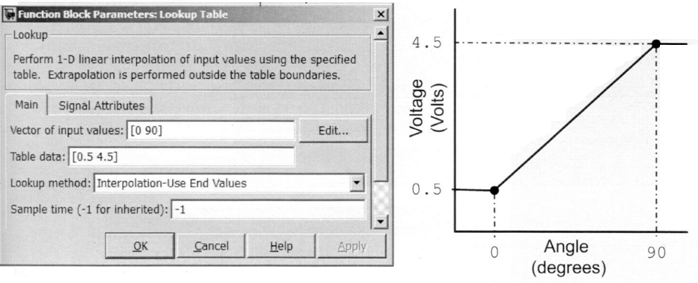 Function Block Parameters: Lookup Table
Lookup
Perform 1-D linear interpolation of input values using the specified
table. Extrapolation is performed outside the table boundaries.
Main
Signal Attributes
Vector of input values: [0 90]
Edit...
Table data: [0.5 4.5]
Lookup method: Interpolation-Use End Values
Sample time (-1 for inherited): -1
OK
Cancel
Help
Apply
Voltage
(Volts)
4.5
0.5
0
Angle
(degrees)
90